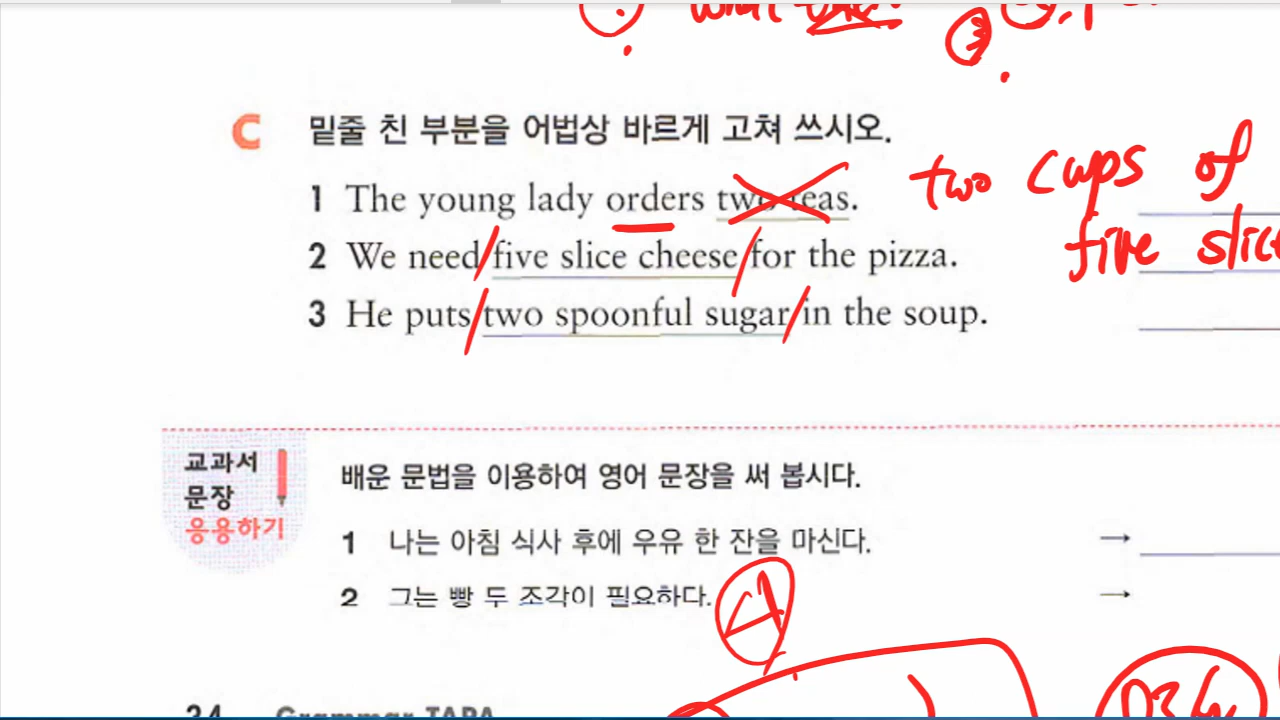 C 밑줄 친 부분을 어법상 바르게 고쳐 쓰시오.
1 The young lady orders two teas. two cups of
2 We need five slice cheese for the pizza. five slic
3 He puts two spoonful sugar in the soup.
교과서
문장
응용하기
배운 문법을 이용하여 영어 문장을 써 봅시다.
1 나는 아침 식사 후에 우유 한 잔을 마신다. →
2 그는 빵 두 조각이 필요하다. →
34 Grammar TAPA